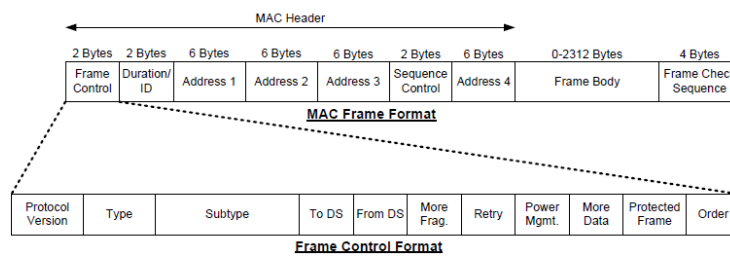 MAC Header
2 Bytes 2 Bytes 6 Bytes 6 Bytes 6 Bytes 2 Bytes 6 Bytes 0-2312 Bytes 4 Bytes
Frame Control
Duration/ ID
Address 1
Address 2
Address 3
Sequence Control
Address 4
Frame Body
Frame Check Sequence
MAC Frame Format
Protocol Version
Type
Subtype
To DS
From DS
More Frag.
Retry
Power Mgmt.
More Data
Protected Frame
Order
Frame Control Format